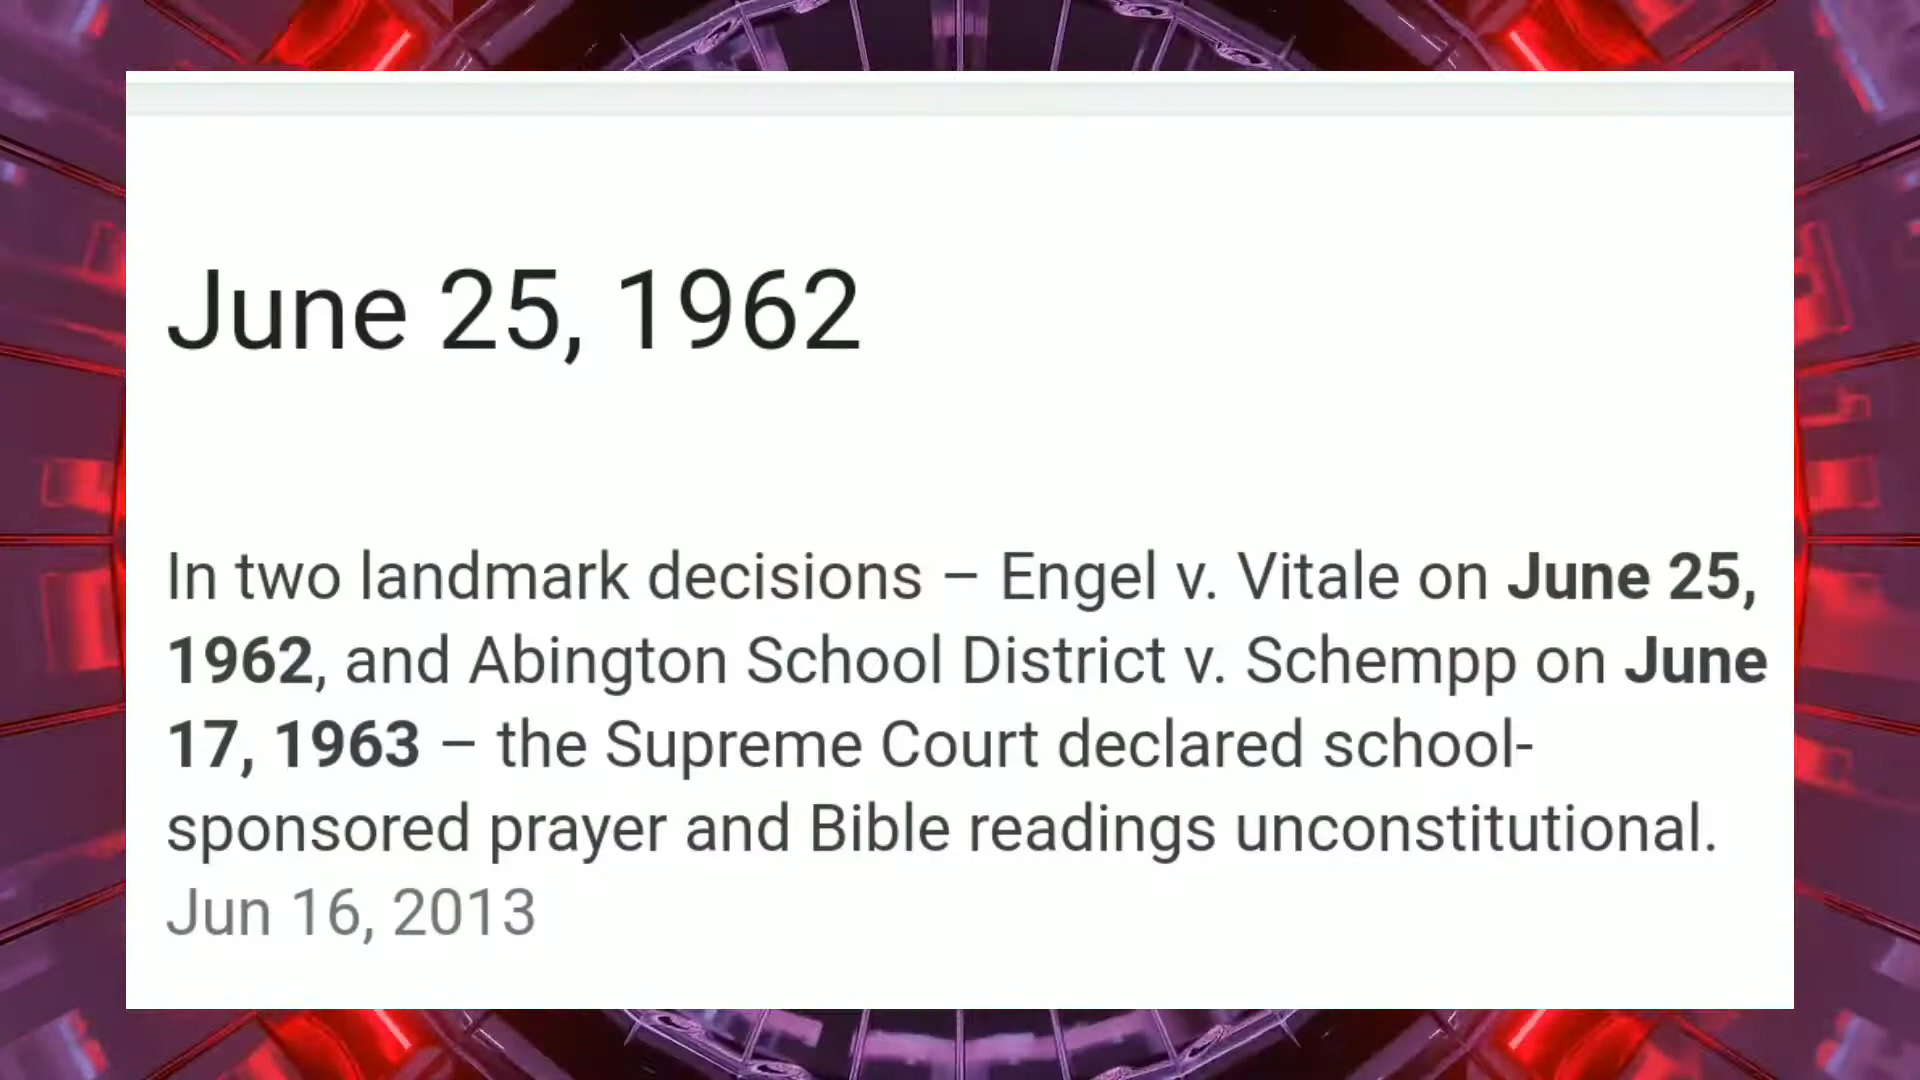 June 25, 1962
In two landmark decisions – Engel v. Vitale on June 25,
1962, and Abington School District v. Schempp on June
17, 1963 – the Supreme Court declared school-
sponsored prayer and Bible readings unconstitutional.
Jun 16, 2013